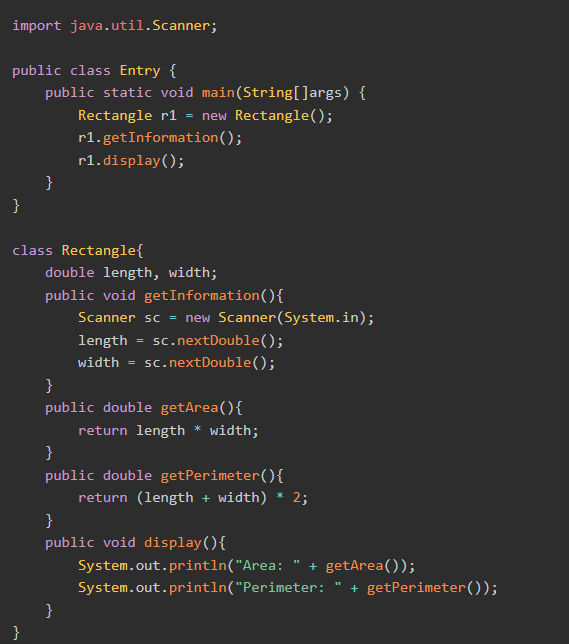 import java.util.Scanner;

public class Entry {
    public static void main(String[]args) {
        Rectangle r1 = new Rectangle();
        r1.getInformation();
        r1.display();
    }
}

class Rectangle{
    double length, width;
    public void getInformation(){
        Scanner sc = new Scanner(System.in);
        length = sc.nextDouble();
        width = sc.nextDouble();
    }
    public double getArea(){
        return length * width;
    }
    public double getPerimeter(){
        return (length + width) * 2;
    }
    public void display(){
        System.out.println("Area: " + getArea());
        System.out.println("Perimeter: " + getPerimeter());
    }
}